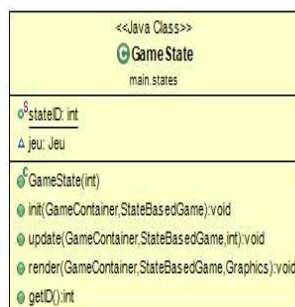 <<Java Class>>
GameState
main.states
stateID: int
jeu: Jeu
GameState(int)
init(GameContainer,StateBasedGame):void
update(GameContainer,StateBasedGame,int):void
render(GameContainer,StateBasedGame,Graphics):void
getID():int